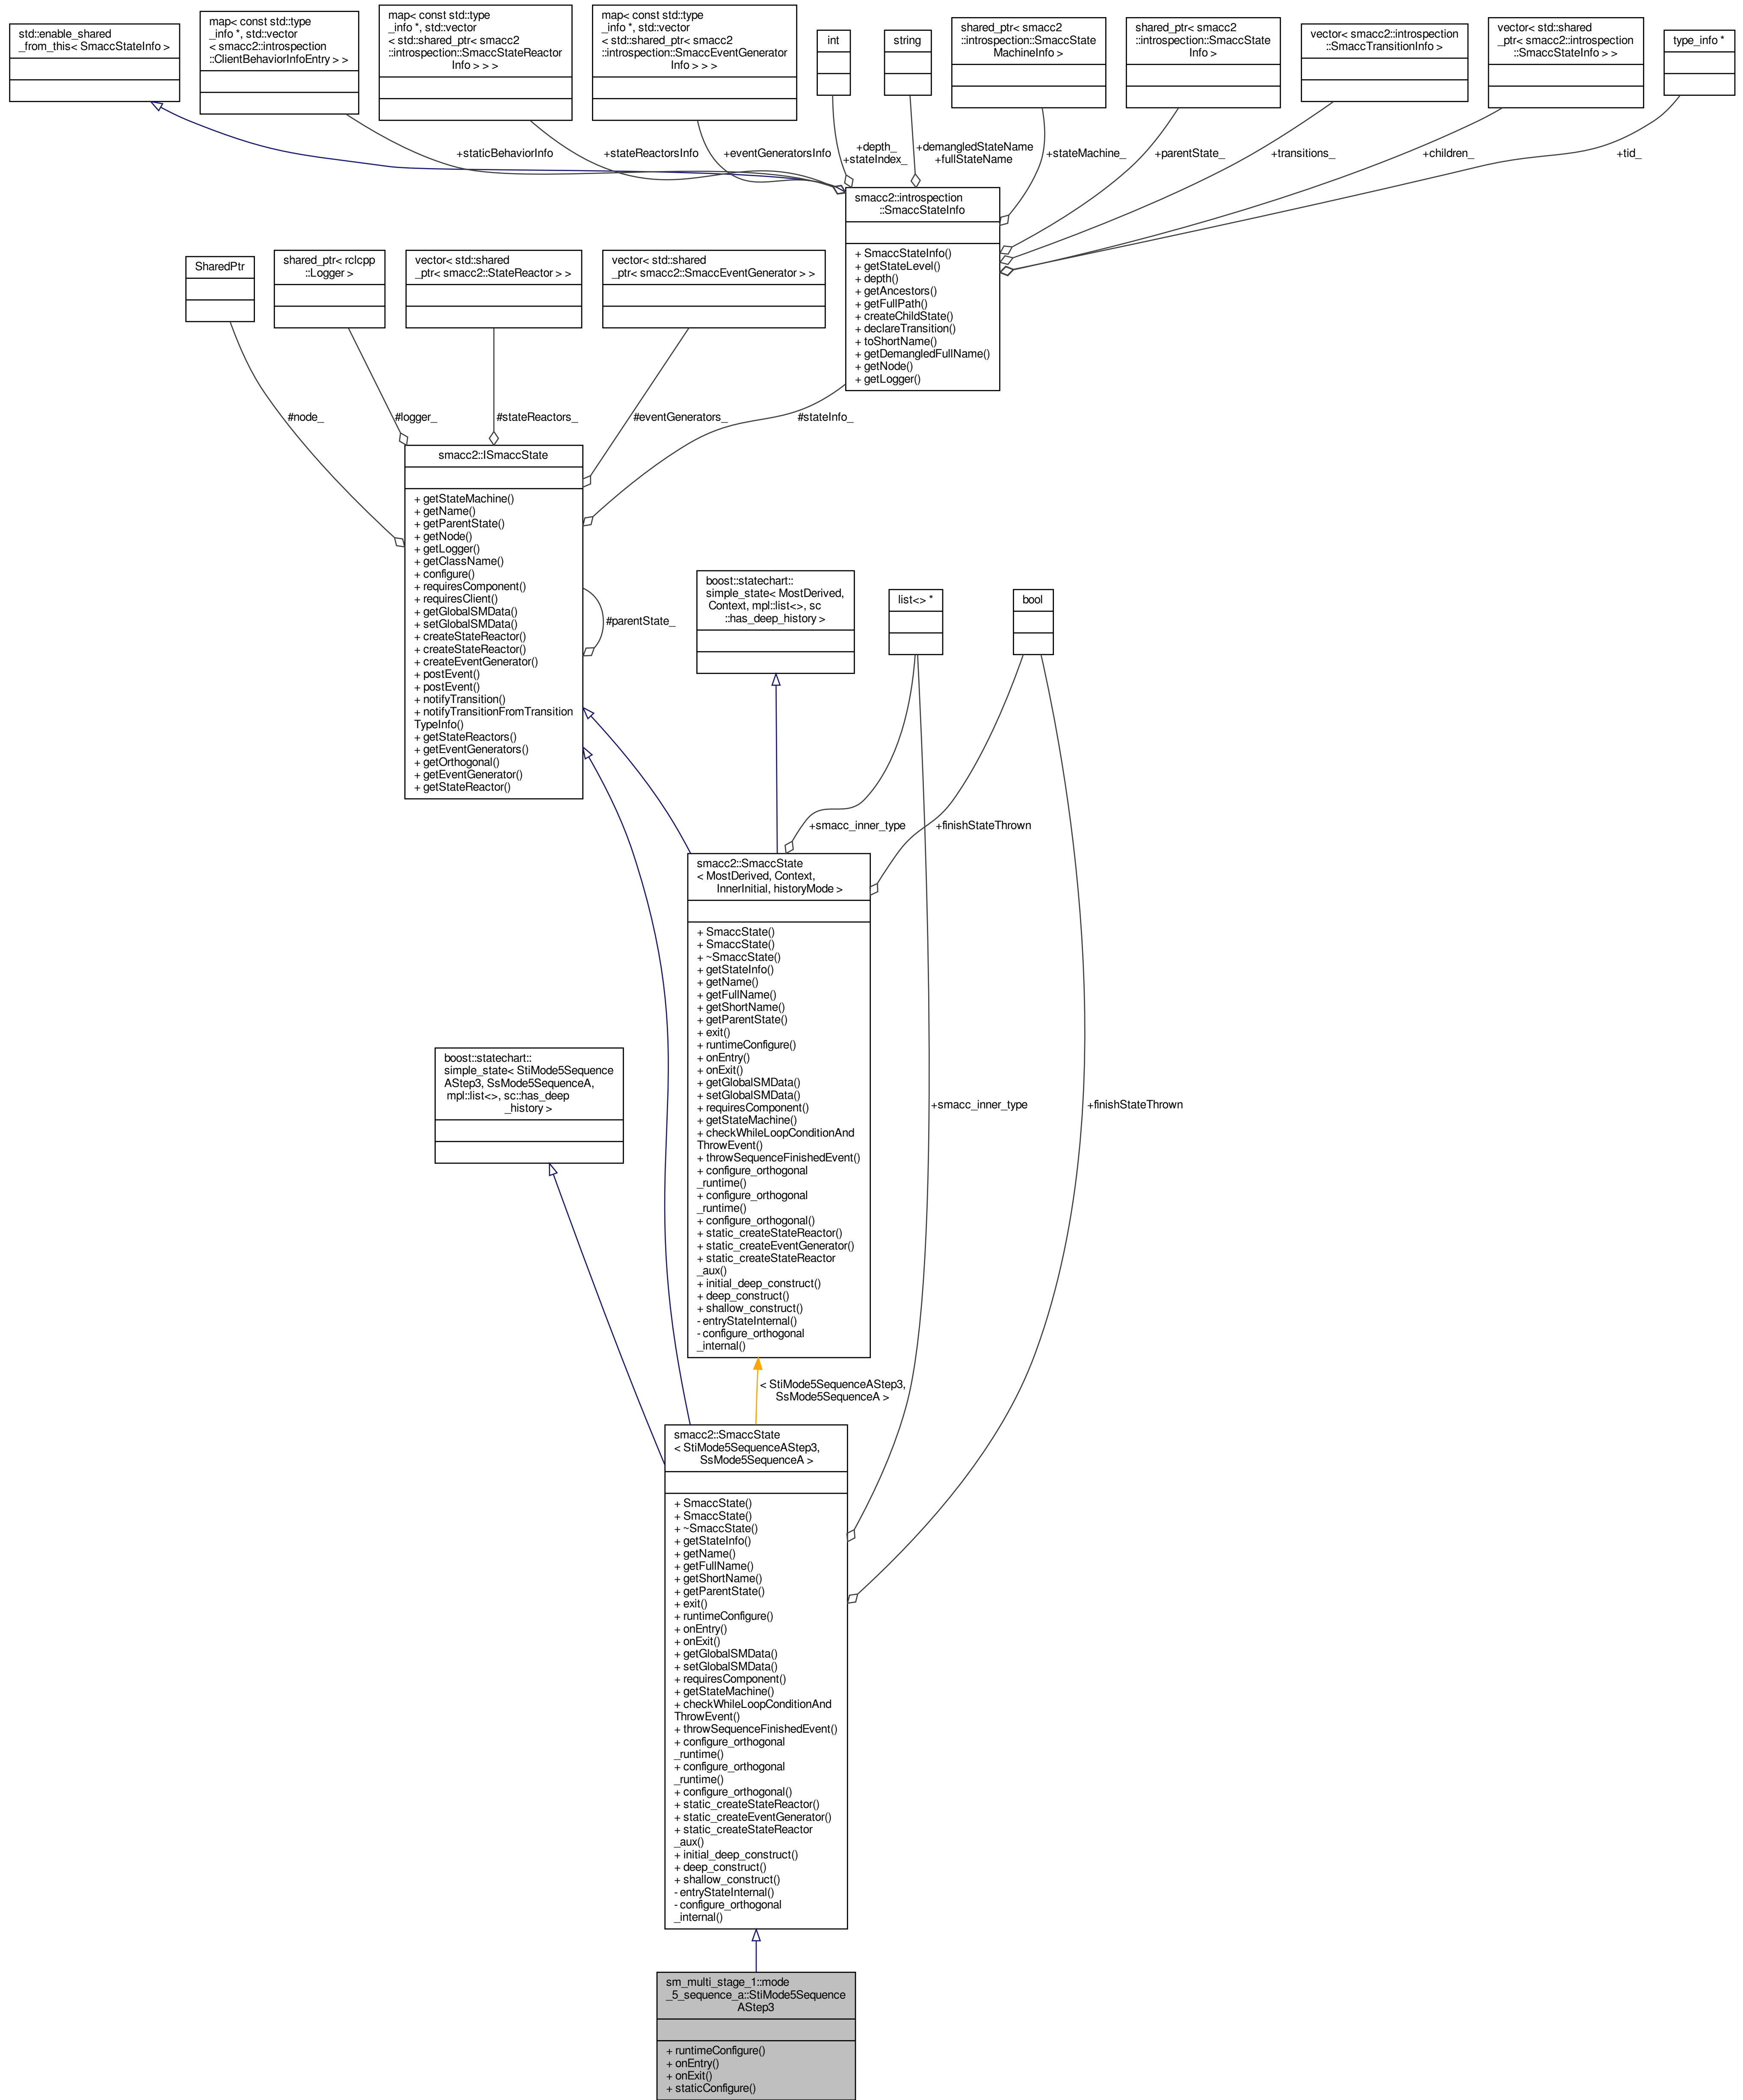 std::enable_shared
_from_this< SmaccStateInfo >
map< const std::type
_info *, std::vector
< smacc2::introspection
::ClientBehaviorInfoEntry > >
map< const std::type
_info *, std::vector
< std::shared_ptr< smacc2
::introspection::SmaccStateReactor
Info > > >
map< const std::type
_info *, std::vector
< std::shared_ptr< smacc2
::introspection::SmaccEventGenerator
Info > > >
int
string
shared_ptr< smacc2
::introspection::SmaccState
MachineInfo >
shared_ptr< smacc2
::introspection::SmaccState
Info >
vector< smacc2::introspection
::SmaccTransitionInfo >
vector< std::shared
_ptr< smacc2::introspection
::SmaccStateInfo > >
type_info *
+staticBehaviorInfo
+stateReactorsInfo
+eventGeneratorsInfo
+depth_
+stateIndex_
+demangledStateName
+fullStateName
+stateMachine_
+parentState_
+transitions_
+children_
+tid_
smacc2::introspection
::SmaccStateInfo
+ SmaccStateInfo()
+ getStateLevel()
+ depth()
+ getAncestors()
+ getFullPath()
+ createChildState()
+ declareTransition()
+ toShortName()
+ getDemangledFullName()
+ getNode()
+ getLogger()
SharedPtr
shared_ptr< rclcpp
::Logger >
vector< std::shared
_ptr< smacc2::StateReactor > >
vector< std::shared
_ptr< smacc2::SmaccEventGenerator > >
#node_
#logger_
#stateReactors_
#eventGenerators_
#stateInfo_
smacc2::ISmaccState
+ getStateMachine()
+ getName()
+ getParentState()
+ getNode()
+ getLogger()
+ getClassName()
+ configure()
+ requiresComponent()
+ requiresClient()
+ getGlobalSMData()
+ setGlobalSMData()
+ createStateReactor()
+ createStateReactor()
+ createEventGenerator()
+ postEvent()
+ postEvent()
+ notifyTransition()
+ notifyTransitionFromTransition
TypeInfo()
+ getStateReactors()
+ getEventGenerators()
+ getOrthogonal()
+ getEventGenerator()
+ getStateReactor()
#parentState_
boost::statechart::
simple_state< MostDerived,
Context, mpl::list<>, sc
::has_deep_history >
list<> *
bool
+smacc_inner_type
+finishStateThrown
smacc2::SmaccState
< MostDerived, Context,
InnerInitial, historyMode >
+ SmaccState()
+ SmaccState()
+ ~SmaccState()
+ getStateInfo()
+ getName()
+ getFullName()
+ getShortName()
+ getParentState()
+ exit()
+ runtimeConfigure()
+ onEntry()
+ onExit()
+ getGlobalSMData()
+ setGlobalSMData()
+ requiresComponent()
+ getStateMachine()
+ checkWhileLoopConditionAnd
ThrowEvent()
+ throwSequenceFinishedEvent()
+ configure_orthogonal
_runtime()
+ configure_orthogonal
_runtime()
+ configure_orthogonal()
+ static_createStateReactor()
+ static_createEventGenerator()
+ static_createStateReactor
_aux()
+ initial_deep_construct()
+ deep_construct()
+ shallow_construct()
- entryStateInternal()
- configure_orthogonal
_internal()
boost::statechart::
simple_state< StiMode5Sequence
AStep3, SsMode5SequenceA,
mpl::list<>, sc::has_deep
_history >
+smacc_inner_type
+finishStateThrown
< StiMode5SequenceAStep3,
SsMode5SequenceA >
smacc2::SmaccState
< StiMode5SequenceAStep3,
SsMode5SequenceA >
+ SmaccState()
+ SmaccState()
+ ~SmaccState()
+ getStateInfo()
+ getName()
+ getFullName()
+ getShortName()
+ getParentState()
+ exit()
+ runtimeConfigure()
+ onEntry()
+ onExit()
+ getGlobalSMData()
+ setGlobalSMData()
+ requiresComponent()
+ getStateMachine()
+ checkWhileLoopConditionAnd
ThrowEvent()
+ throwSequenceFinishedEvent()
+ configure_orthogonal
_runtime()
+ configure_orthogonal
_runtime()
+ configure_orthogonal()
+ static_createStateReactor()
+ static_createEventGenerator()
+ static_createStateReactor
_aux()
+ initial_deep_construct()
+ deep_construct()
+ shallow_construct()
- entryStateInternal()
- configure_orthogonal
_internal()
sm_multi_stage_1::mode
_5_sequence_a::StiMode5Sequence
AStep3
+ runtimeConfigure()
+ onEntry()
+ onExit()
+ staticConfigure()